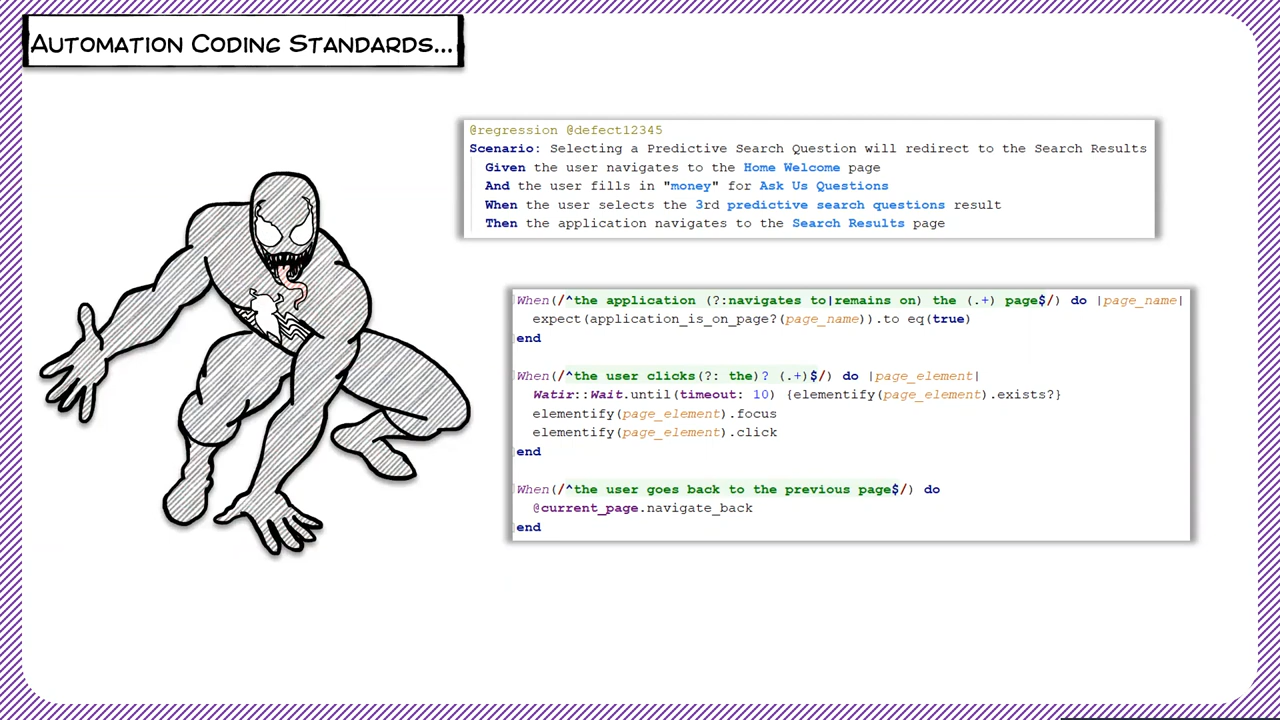 AUTOMATION CODING STANDARDS...
@regression @defect12345
Scenario: Selecting a Predictive Search Question will redirect to the Search Results
Given the user navigates to the Home Welcome page
And the user fills in "money" for Ask Us Questions
When the user selects the 3rd predictive search questions result
Then the application navigates to the Search Results page
When(/^the application (?:navigates to|remains on) the (.+) page$/) do |page_name|
expect(application_is_on_page?(page_name)).to eq(true)
end
When(/^the user clicks(?: the)? (.+)$/) do |page_element|
Watir::Wait.until(timeout: 10) {elementify(page_element).exists?}
elementify(page_element).focus
elementify(page_element).click
end
When(/^the user goes back to the previous page$/) do
@current_page.navigate_back
end